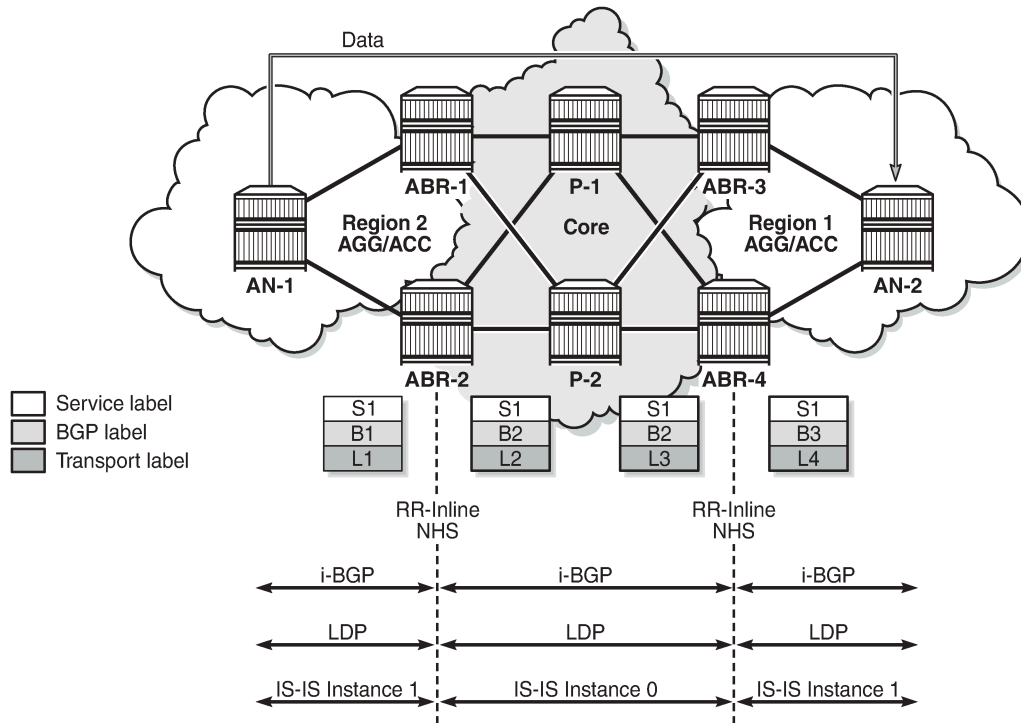 Data
ABR-1
P-1
ABR-3
Region 2
AGG/ACC
Core
Region 1
AGG/ACC
AN-1
AN-2
ABR-2
P-2
ABR-4
Service label
BGP label
Transport label
S1
B1
L1
S1
B2
L2
S1
B2
L3
S1
B3
L4
RR-Inline
NHS
RR-Inline
NHS
i-BGP
i-BGP
i-BGP
LDP
LDP
LDP
IS-IS Instance 1
IS-IS Instance 0
IS-IS Instance 1